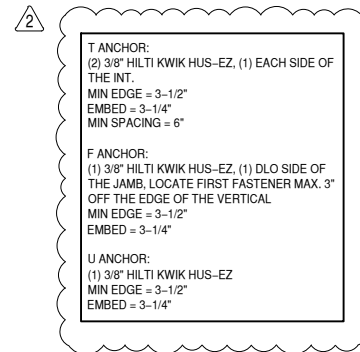 2
T ANCHOR:
(2) 3/8" HILTI KWIK HUS-EZ, (1) EACH SIDE OF
THE INT.
MIN EDGE = 3-1/2"
EMBED = 3-1/4"
MIN SPACING = 6"
F ANCHOR:
(1) 3/8" HILTI KWIK HUS-EZ, (1) DLO SIDE OF
THE JAMB, LOCATE FIRST FASTENER MAX. 3"
OFF THE EDGE OF THE VERTICAL
MIN EDGE = 3-1/2"
EMBED = 3-1/4"
U ANCHOR:
(1) 3/8" HILTI KWIK HUS-EZ
MIN EDGE = 3-1/2"
EMBED = 3-1/4"